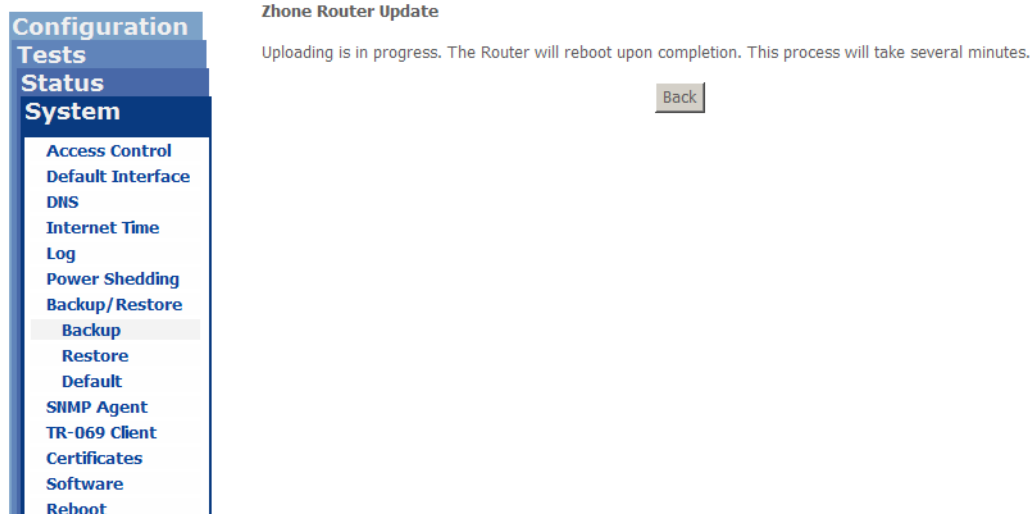 Configuration
Tests
Status
System
Access Control
Default Interface
DNS
Internet Time
Log
Power Shedding
Backup/Restore
Backup
Restore
Default
SNMP Agent
TR-069 Client
Certificates
Software
Reboot
Zhone Router Update
Uploading is in progress. The Router will reboot upon completion. This process will take several minutes.
Back